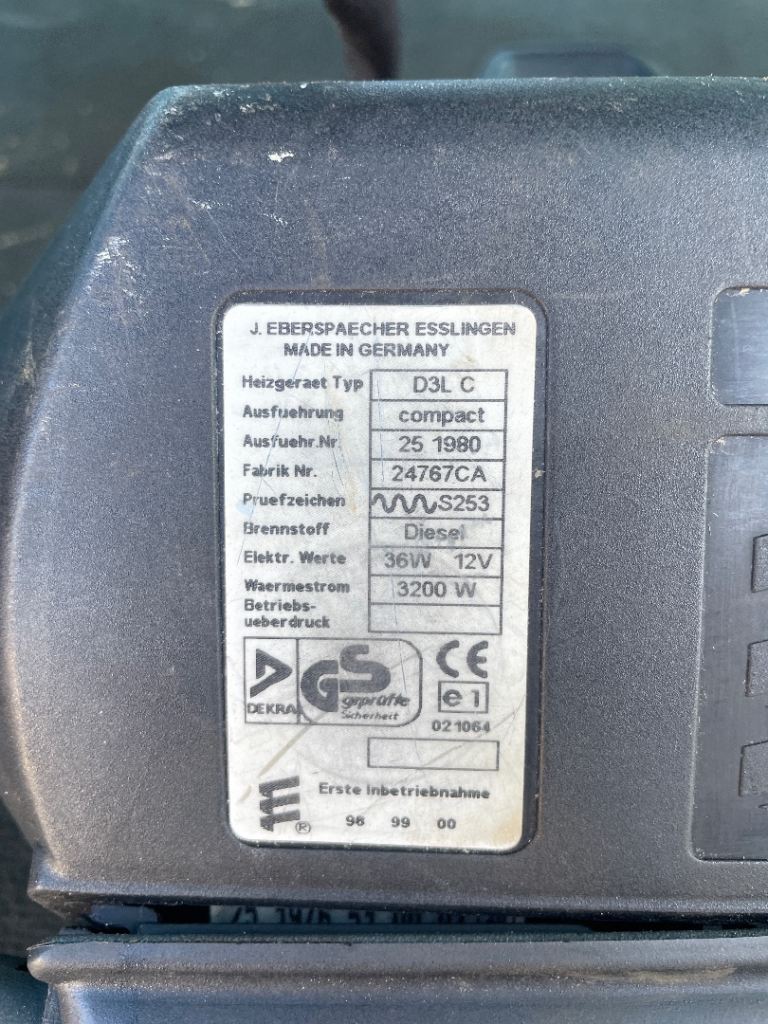 J. EBERSPAECHER ESSLINGEN
MADE IN GERMANY
Heizgeraet Typ D3L C
Ausfuehrung compact
Ausfuehr.Nr. 25 1980
Fabrik Nr. 24767CA
Pruefzeichen S253
Brennstoff Diesel
Elektr. Werte 36W 12V
Waermestrom 3200 W
Betriebs-
ueberdruck
DEKRA
GS
geprüfte
Sicherheit
CE
e1
021064
Erste Inbetriebnahme
®
98 99 00